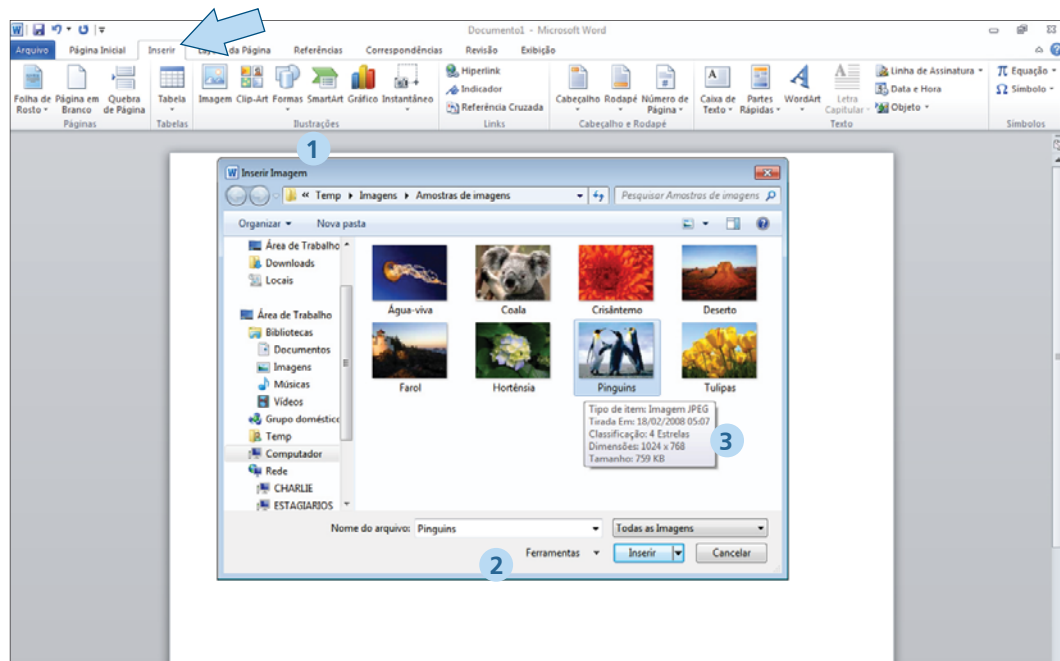 Documento1 - Microsoft Word
Arquivo Página Inicial Inserir da Página Referências Correspondências Revisão Exibição
Folha de Rosto Página em Branco Quebra de Página
Tabela
Imagem Clip-Art Formas SmartArt Gráfico Instantâneo
Hiperlink
Indicador
Referência Cruzada
Cabeçalho Rodapé Número de Página
Caixa de Texto Partes Rápidas WordArt Letra Capitular
Linha de Assinatura
Data e Hora
Objeto
π Equação
Ω Símbolo
Páginas Tabelas Ilustrações Links Cabeçalho e Rodapé Texto Símbolos
1
Inserir Imagem
« Temp Imagens Amostras de imagens
Pesquisar Amostras de imagens
Organizar Nova pasta
Área de Trabalho
Downloads
Locais
Área de Trabalho
Bibliotecas
Documentos
Imagens
Músicas
Vídeos
Grupo doméstico
Temp
Computador
Rede
CHARLIE
ESTAGIARIOS
Água-viva Coala Crisântemo Deserto
Farol Hortênsia Pinguins Tulipas
Tipo de item: Imagem JPEG
Tirada Em: 18/02/2008 05:07
Classificação: 4 Estrelas
Dimensões: 1024 x 768
Tamanho: 759 KB
3
Nome do arquivo: Pinguins Todas as Imagens
2
Ferramentas Inserir Cancelar